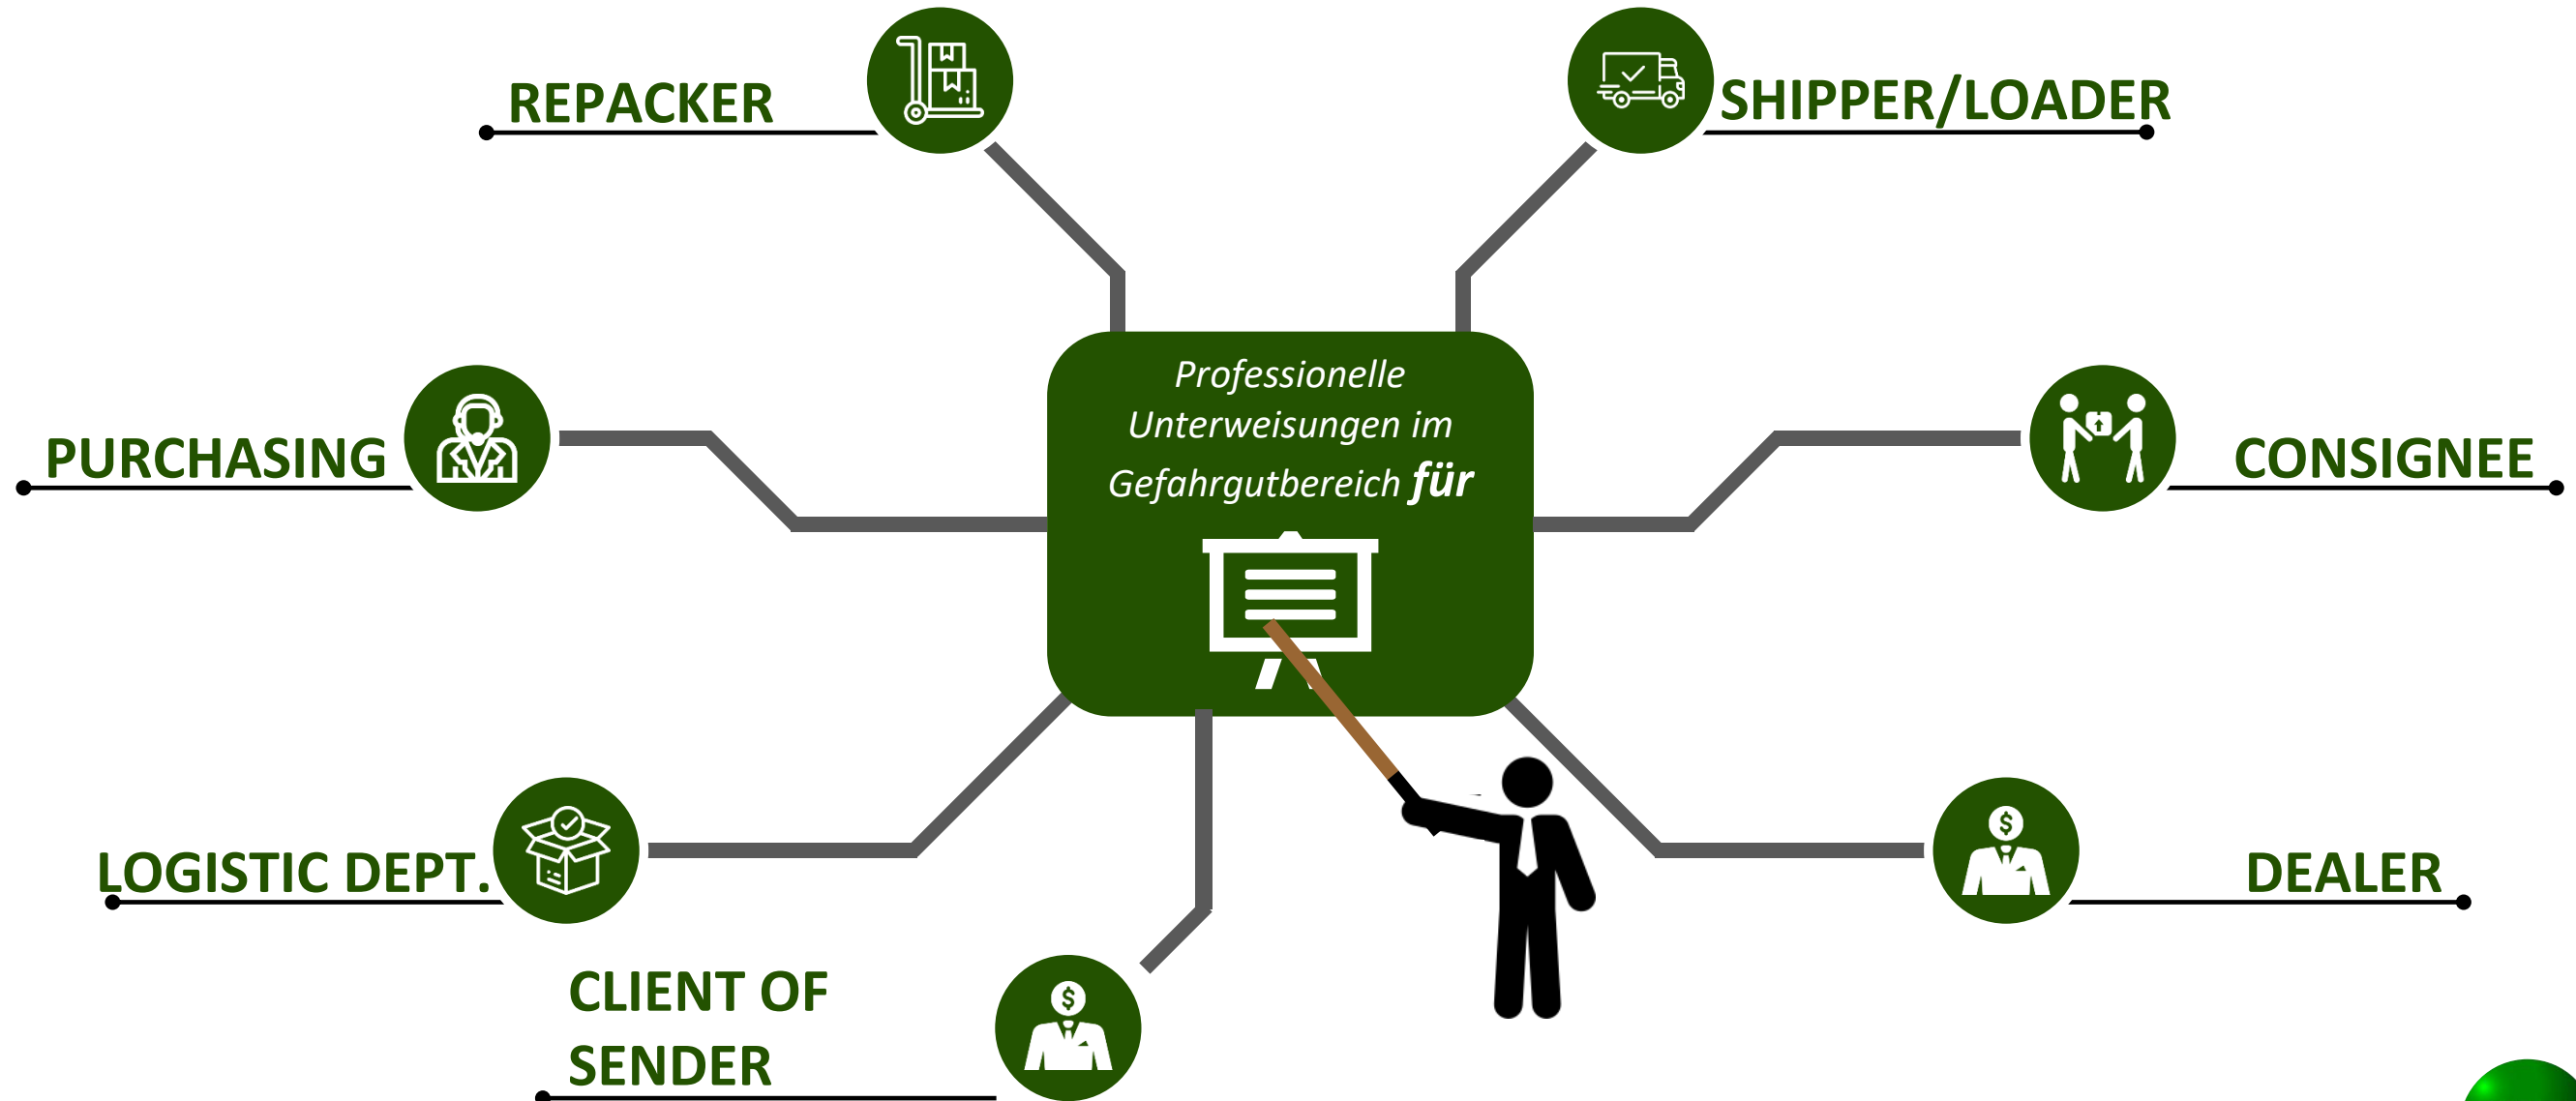 REPACKER
SHIPPER/LOADER
Professionelle
Unterweisungen im
Gefahrgutbereich für
PURCHASING
CONSIGNEE
LOGISTIC DEPT.
DEALER
CLIENT OF
SENDER